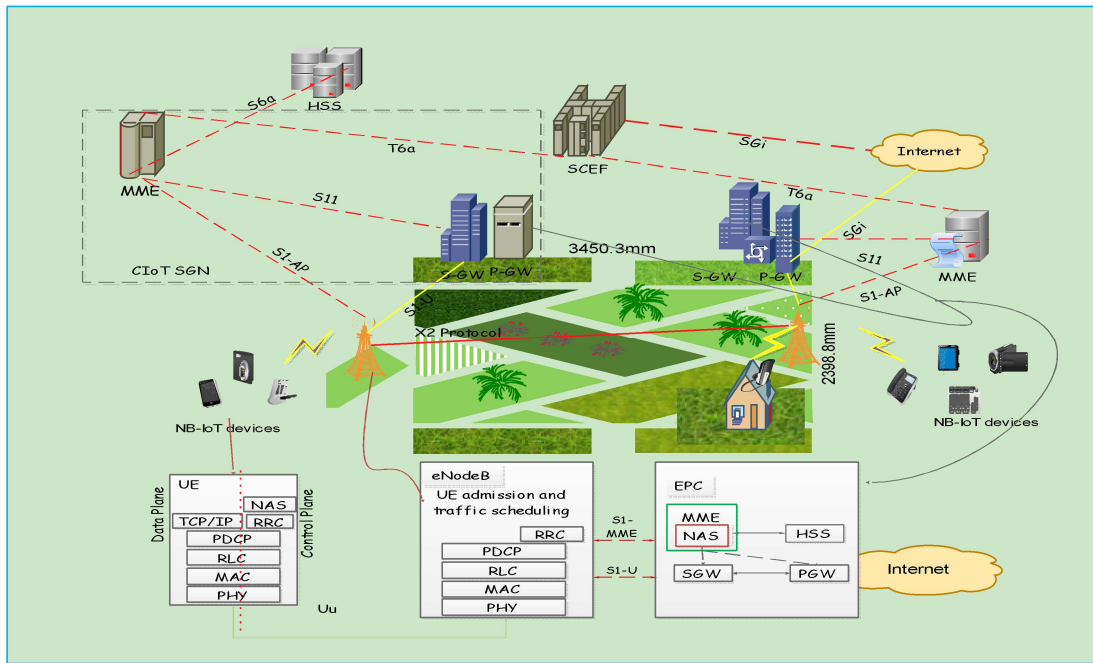 HSS
S6a
MME
T6a
SCEF
SGi
Internet
T6a
S11
S1-AP
CIoT SGN
S-GW P-GW
3450.3mm
S-GW P-GW
SGi
S11
MME
S1-AP
S1-U
X2 Protocol
2398.8mm
NB-IoT devices
NB-IoT devices
UE
Data Plane
Control Plane
NAS
TCP/IP RRC
PDCP
RLC
MAC
PHY
Uu
eNodeB
UE admission and
traffic scheduling
RRC
PDCP
RLC
MAC
PHY
S1-
MME
S1-U
EPC
MME
NAS
HSS
SGW
PGW
Internet